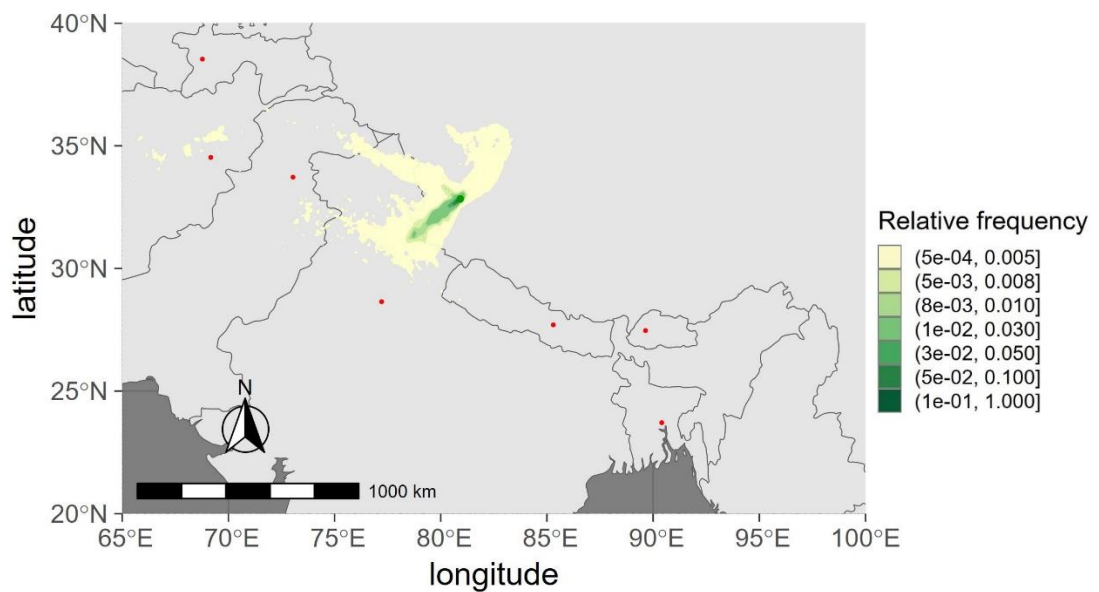 40°N
35°N
30°N
25°N
20°N
latitude
N
1000 km
65°E 70°E 75°E 80°E 85°E 90°E 95°E 100°E
longitude
Relative frequency
(5e-04, 0.005]
(5e-03, 0.008]
(8e-03, 0.010]
(1e-02, 0.030]
(3e-02, 0.050]
(5e-02, 0.100]
(1e-01, 1.000]